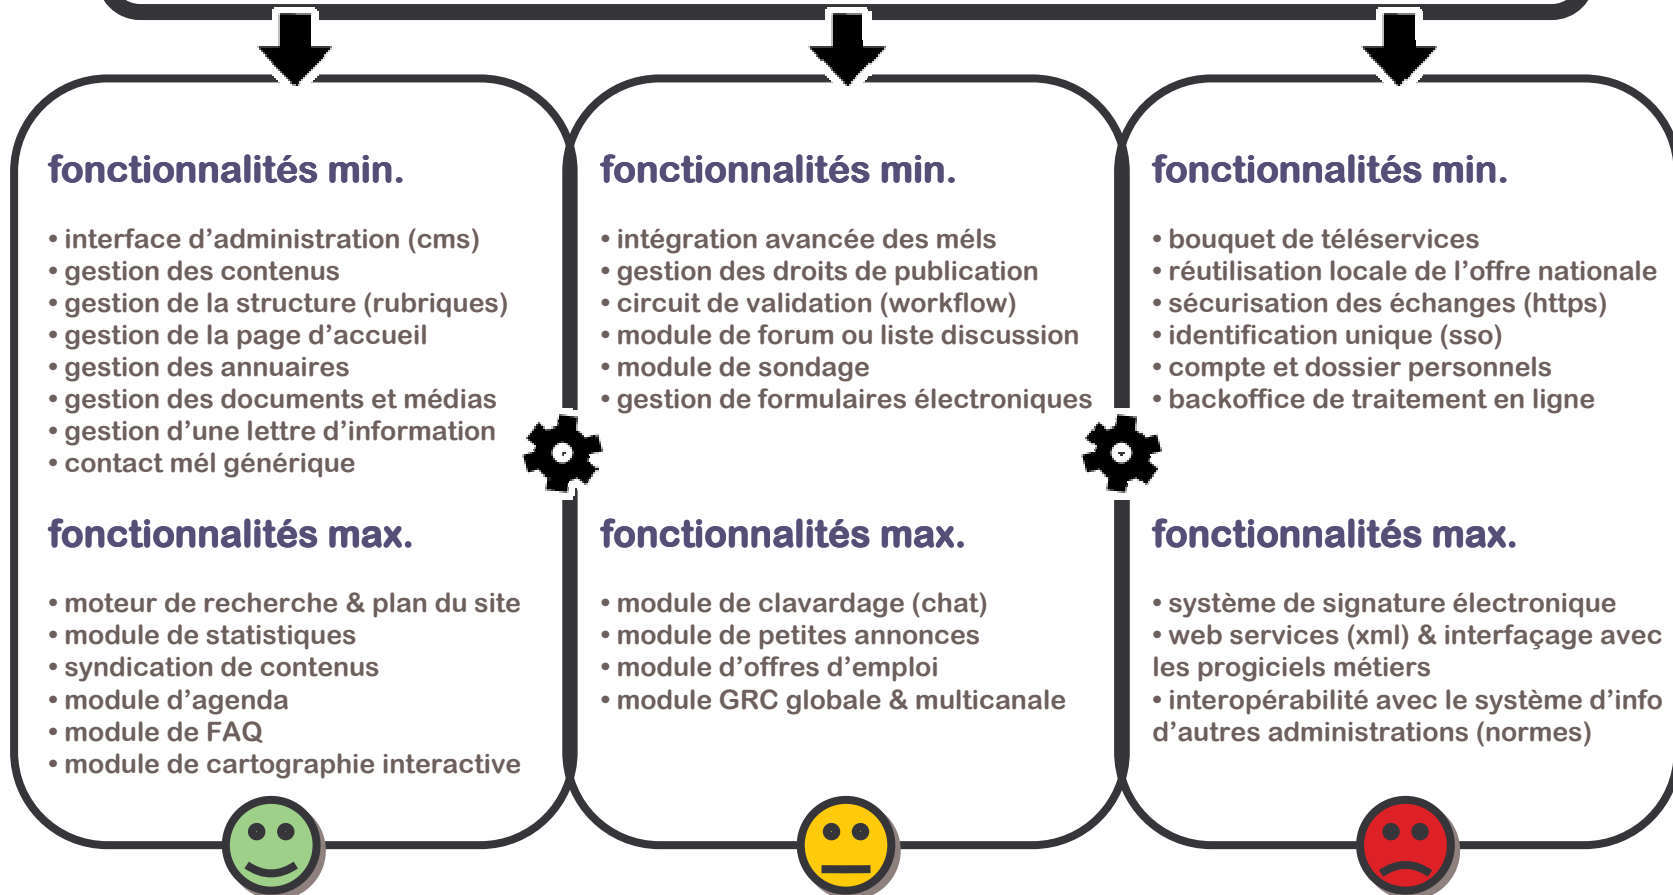 fonctionnalités min.
• interface d’administration (cms)
• gestion des contenus
• gestion de la structure (rubriques)
• gestion de la page d’accueil
• gestion des annuaires
• gestion des documents et médias
• gestion d’une lettre d’information
• contact mél générique
fonctionnalités max.
• moteur de recherche & plan du site
• module de statistiques
• syndication de contenus
• module d’agenda
• module de FAQ
• module de cartographie interactive
fonctionnalités min.
• intégration avancée des méls
• gestion des droits de publication
• circuit de validation (workflow)
• module de forum ou liste discussion
• module de sondage
• gestion de formulaires électroniques
fonctionnalités max.
• module de clavardage (chat)
• module de petites annonces
• module d’offres d’emploi
• module GRC globale & multicanale
fonctionnalités min.
• bouquet de téléservices
• réutilisation locale de l’offre nationale
• sécurisation des échanges (https)
• identification unique (sso)
• compte et dossier personnels
• backoffice de traitement en ligne
fonctionnalités max.
• système de signature électronique
• web services (xml) & interfaçage avec
les progiciels métiers
• interopérabilité avec le système d’info
d’autres administrations (normes)